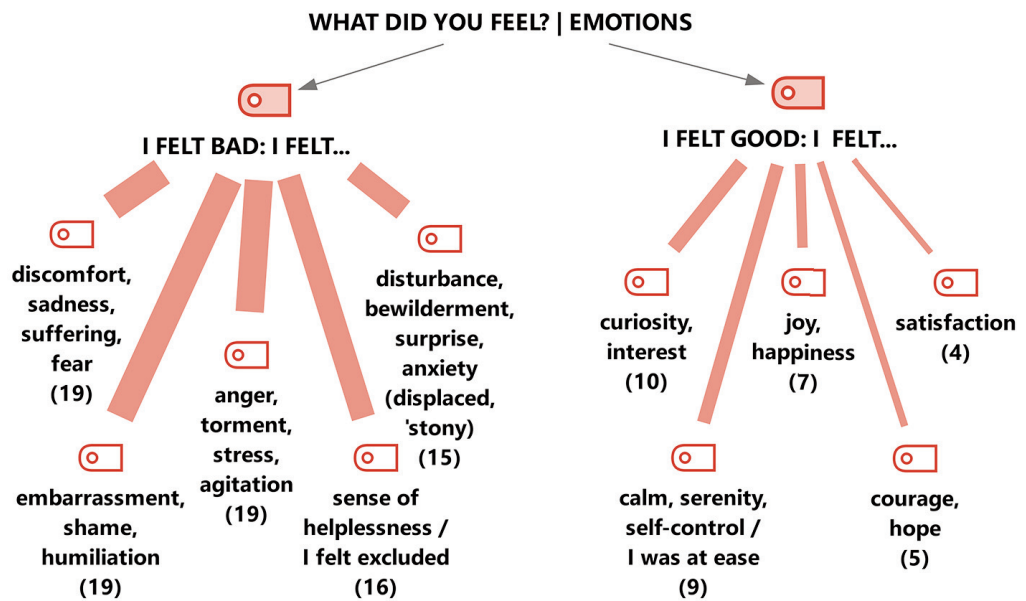 WHAT DID YOU FEEL? | EMOTIONS
I FELT BAD: I FELT...
discomfort,
sadness,
suffering,
fear
(19)
embarrassment,
shame,
humiliation
(19)
anger,
torment,
stress,
agitation
(19)
sense of
helplessness /
I felt excluded
(16)
disturbance,
bewilderment,
surprise,
anxiety
(displaced,
'stony)
(15)
I FELT GOOD: I FELT...
curiosity,
interest
(10)
calm, serenity,
self-control /
I was at ease
(9)
joy,
happiness
(7)
courage,
hope
(5)
satisfaction
(4)